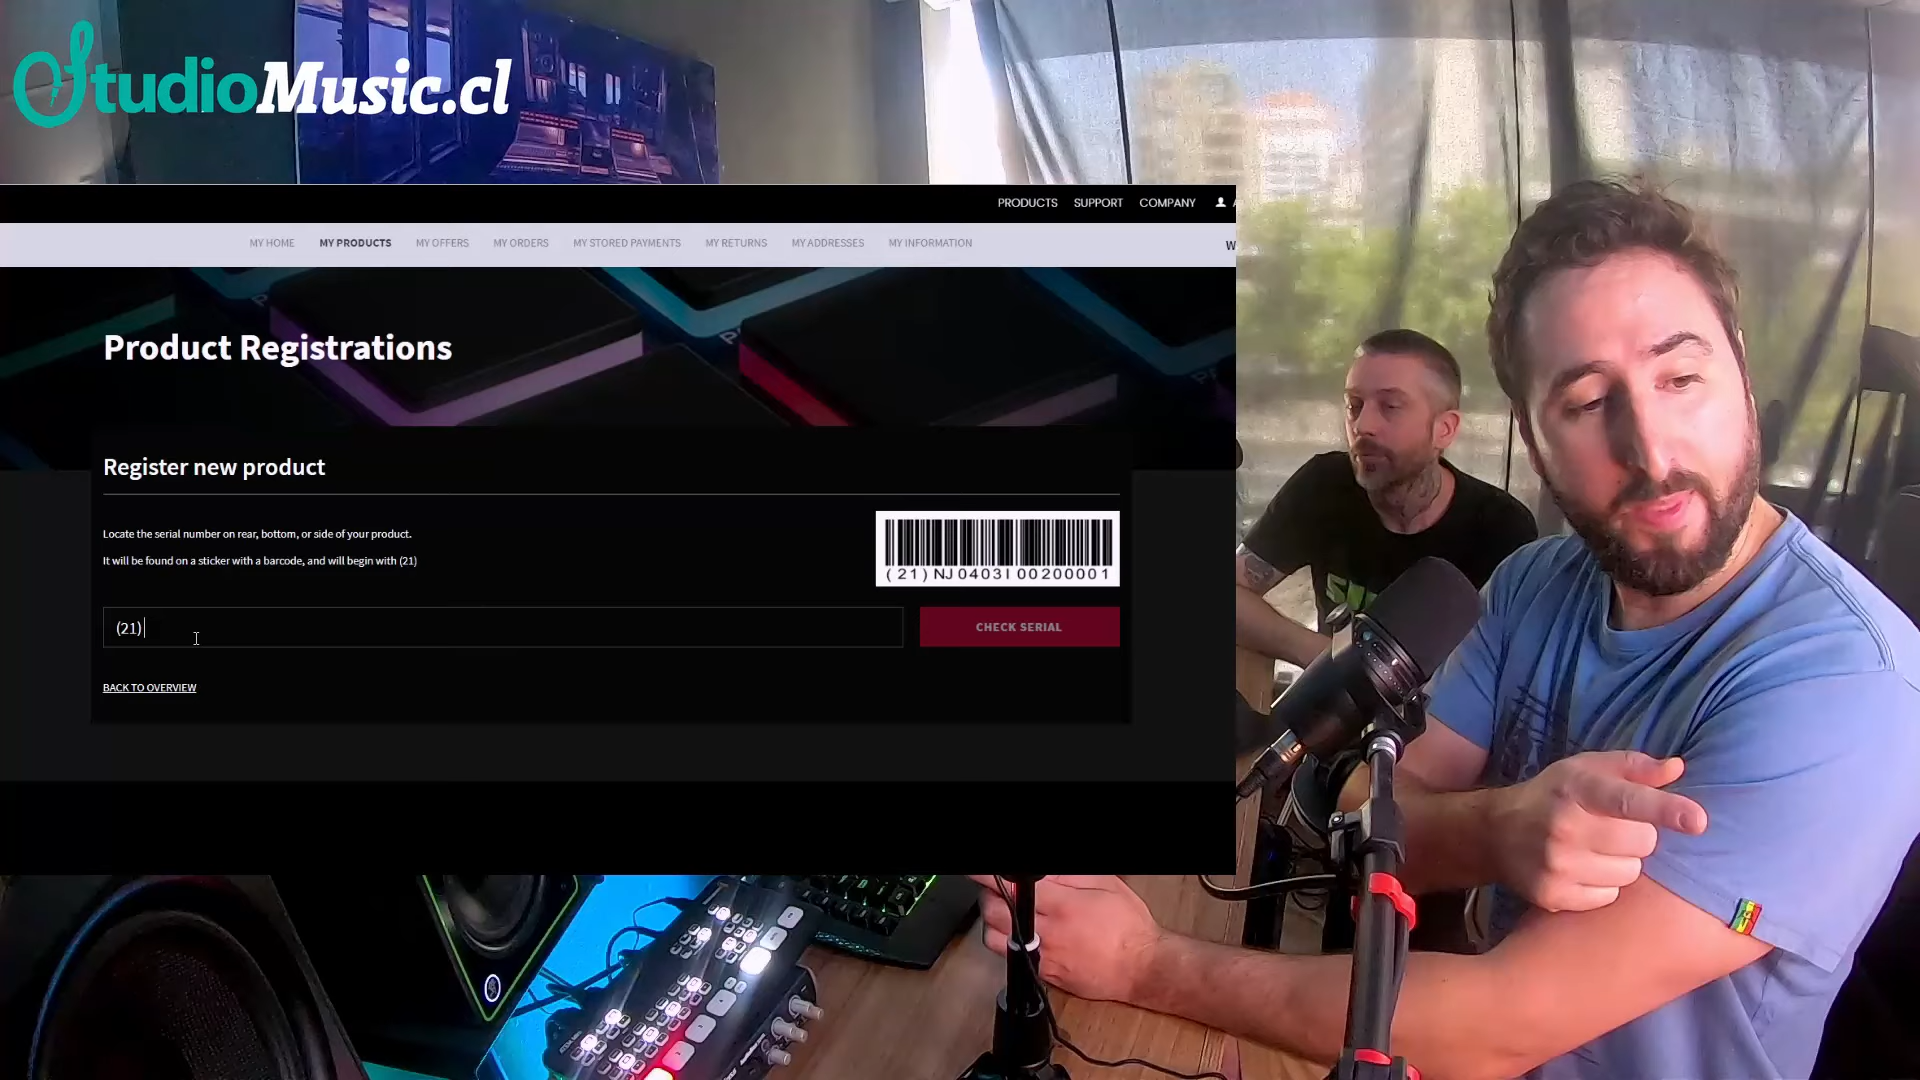 StudioMusic.cl
PRODUCTS SUPPORT COMPANY
MY HOME MY PRODUCTS MY OFFERS MY ORDERS MY STORED PAYMENTS MY RETURNS MY ADDRESSES MY INFORMATION
Product Registrations
Register new product
Locate the serial number on rear, bottom, or side of your product.
It will be found on a sticker with a barcode, and will begin with (21)
(21)NJ0403I00200001
(21)
CHECK SERIAL
BACK TO OVERVIEW